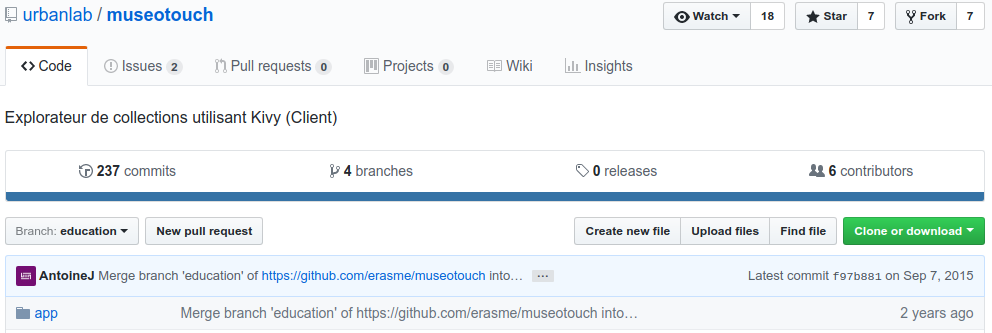 urbanlab / museotouch Watch 18 Star 7 Fork 7
Code Issues 2 Pull requests 0 Projects 0 Wiki Insights
Explorateur de collections utilisant Kivy (Client)
237 commits 4 branches 0 releases 6 contributors
Branch: education New pull request Create new file Upload files Find file Clone or download
AntoineJ Merge branch 'education' of https://github.com/erasme/museotouch into… ... Latest commit f97b881 on Sep 7, 2015
app Merge branch 'education' of https://github.com/erasme/museotouch into… 2 years ago